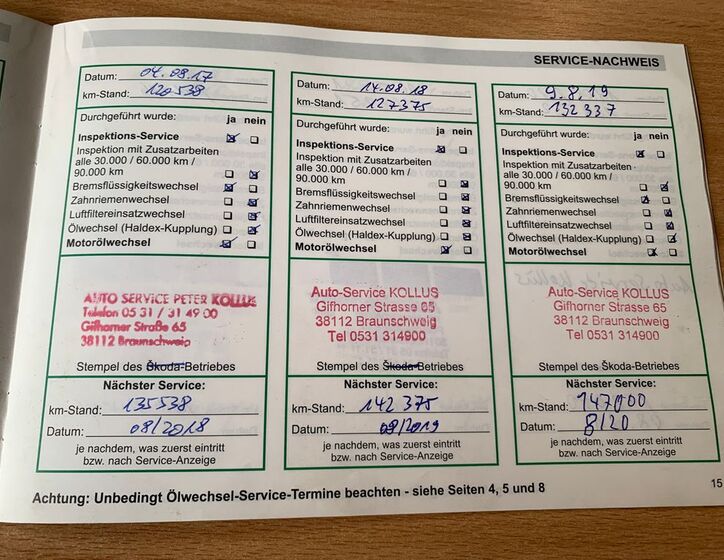 SERVICE-NACHWEIS
Datum: 04.08.17
km-Stand: 120538
Durchgeführt wurde: ja nein
Inspektions-Service
Inspektion mit Zusatzarbeiten
alle 30.000 / 60.000 km /
90.000 km
Bremsflüssigkeitswechsel
Zahnriemenwechsel
Luftfiltereinsatzwechsel
Ölwechsel (Haldex-Kupplung)
Motorölwechsel
AUTO SERVICE PETER KOLLUS
Telefon 05 31 / 31 49 00
Gifhorner Straße 65
38112 Braunschweig
Stempel des Škoda-Betriebes
Nächster Service:
km-Stand: 135538
Datum: 08/2018
je nachdem, was zuerst eintritt
bzw. nach Service-Anzeige
Datum: 14.08.18
km-Stand: 127375
Durchgeführt wurde: ja nein
Inspektions-Service
Inspektion mit Zusatzarbeiten
alle 30.000 / 60.000 km /
90.000 km
Bremsflüssigkeitswechsel
Zahnriemenwechsel
Luftfiltereinsatzwechsel
Ölwechsel (Haldex-Kupplung)
Motorölwechsel
Auto-Service KOLLUS
Gifhorner Strasse 65
38112 Braunschweig
Tel 0531 314900
Stempel des Škoda-Betriebes
Nächster Service:
km-Stand: 142 375
Datum: 08/2019
je nachdem, was zuerst eintritt
bzw. nach Service-Anzeige
Datum: 9.8.19
km-Stand: 132 337
Durchgeführt wurde: ja nein
Inspektions-Service
Inspektion mit Zusatzarbeiten
alle 30.000 / 60.000 km /
90.000 km
Bremsflüssigkeitswechsel
Zahnriemenwechsel
Luftfiltereinsatzwechsel
Ölwechsel (Haldex-Kupplung)
Motorölwechsel
Auto-Service KOLLUS
Gifhorner Strasse 65
38112 Braunschweig
Tel 0531 314900
Stempel des Škoda-Betriebes
Nächster Service:
km-Stand: 147000
Datum: 8/20
je nachdem, was zuerst eintritt
bzw. nach Service-Anzeige
Achtung: Unbedingt Ölwechsel-Service-Termine beachten - siehe Seiten 4, 5 und 8
15